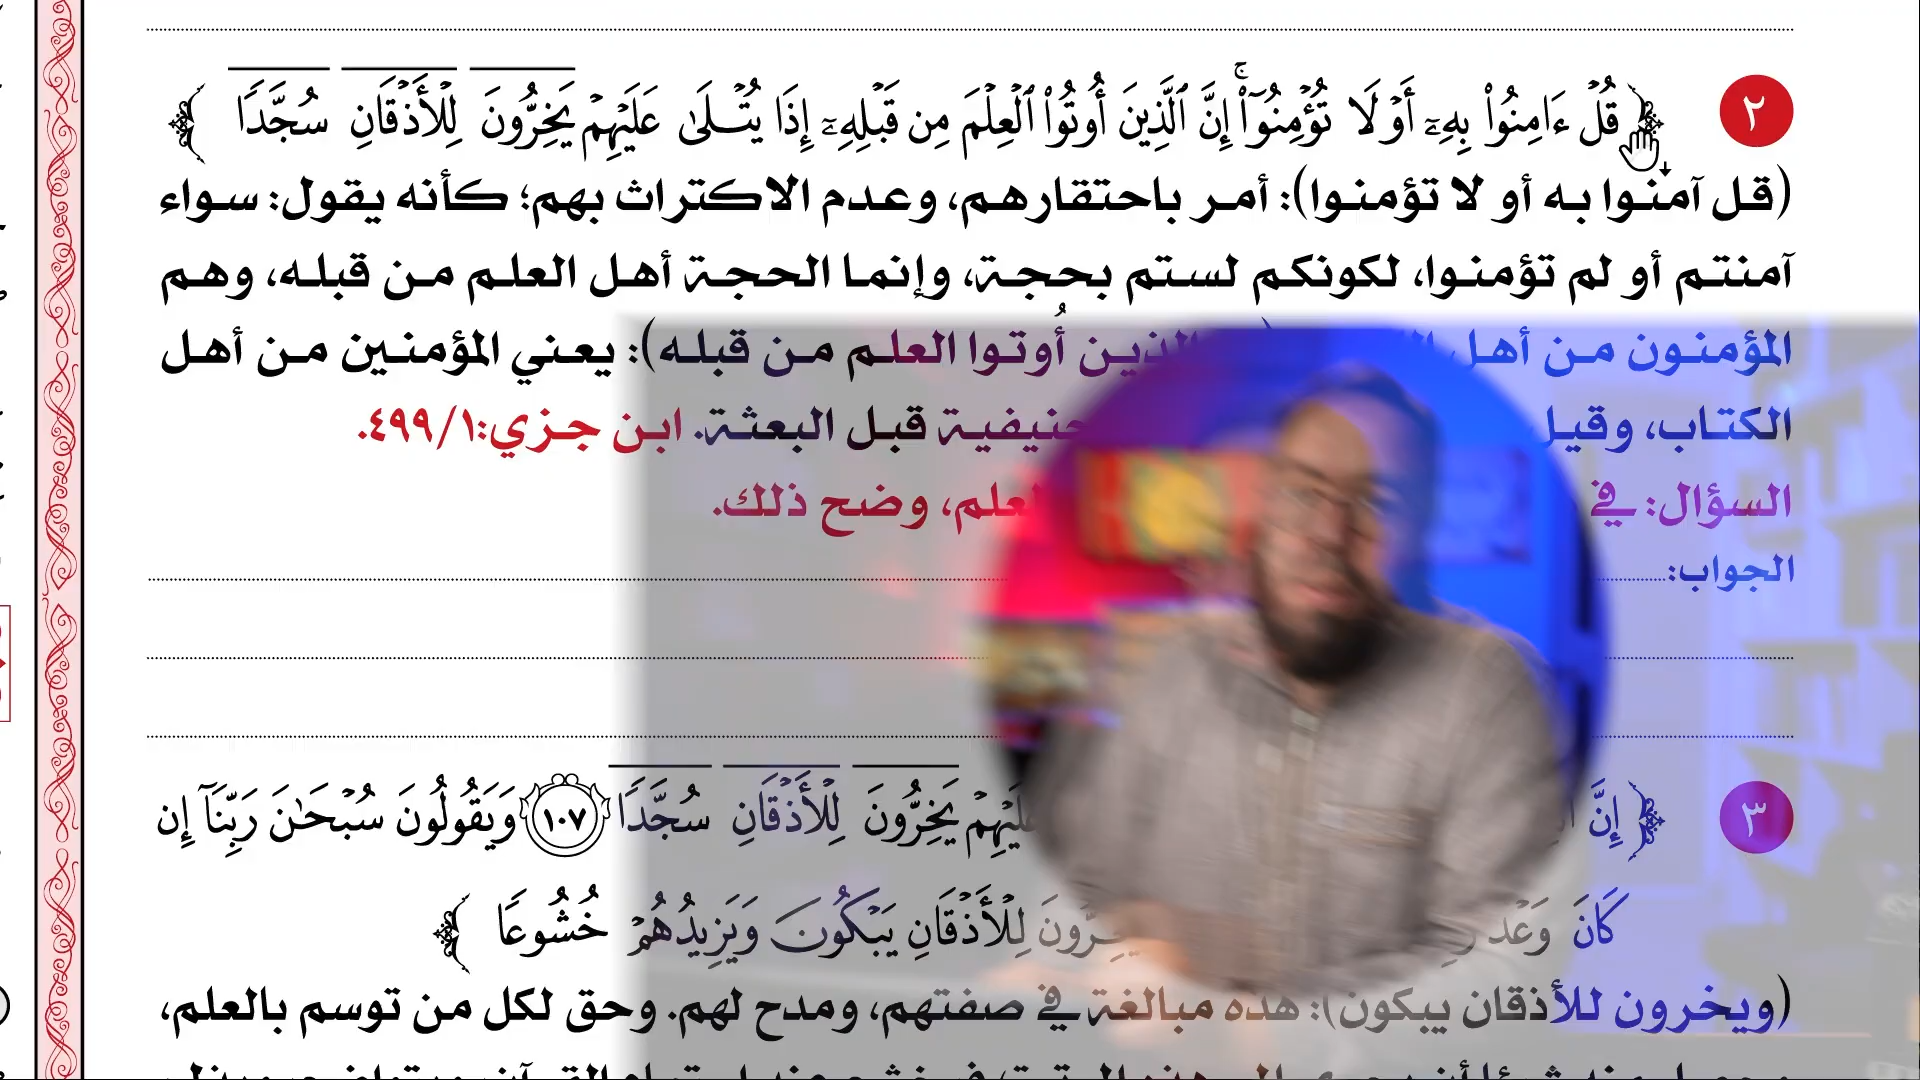 ٢
﴿ قُلْ ءَامِنُوا۟ بِهِۦٓ أَوْ لَا تُؤْمِنُوٓا۟ ۚ إِنَّ ٱلَّذِينَ أُوتُوا۟ ٱلْعِلْمَ مِن قَبْلِهِۦٓ إِذَا يُتْلَىٰ عَلَيْهِمْ يَخِرُّونَ لِلْأَذْقَانِ سُجَّدًا ﴾
(قل آمنوا به أو لا تؤمنوا): أمر باحتقارهم، وعدم الاكتراث بهم؛ كأنه يقول: سواء
آمنتم أو لم تؤمنوا، لكونكم لستم بحجة، وإنما الحجة أهل العلم من قبله، وهم
المؤمنون من أهل الذين أُوتوا العلم من قبله): يعني المؤمنين من أهل
الكتاب، وقيل الحنيفية قبل البعثة. ابن جزي:١/٤٩٩.
السؤال: في العلم، وضح ذلك.
الجواب:
٣
﴿ إِنَّ عَلَيْهِمْ يَخِرُّونَ لِلْأَذْقَانِ سُجَّدًا ١٠٧ وَيَقُولُونَ سُبْحَـٰنَ رَبِّنَآ إِن
كَانَ وَعْدُ وَيَخِرُّونَ لِلْأَذْقَانِ يَبْكُونَ وَيَزِيدُهُمْ خُشُوعًا ﴾
(ويخرون للأذقان يبكون): هذه مبالغة في صفتهم، ومدح لهم. وحق لكل من توسم بالعلم،